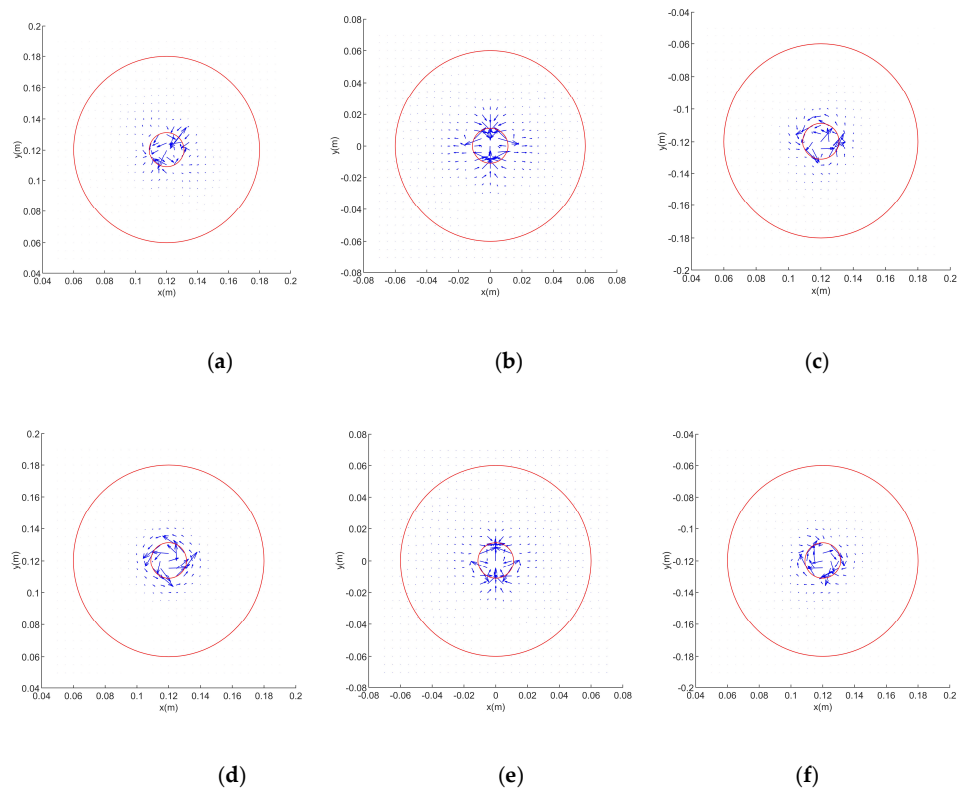 0.2 0.18 0.16 0.14 0.12 0.1 0.08 0.06 0.04
y(m)
0.04 0.06 0.08 0.1 0.12 0.14 0.16 0.18 0.2
x(m)
0.08 0.06 0.04 0.02 0 -0.02 -0.04 -0.06 -0.08
y(m)
-0.08 -0.06 -0.04 -0.02 0 0.02 0.04 0.06 0.08
x(m)
-0.04 -0.06 -0.08 -0.1 -0.12 -0.14 -0.16 -0.18 -0.2
y(m)
0.04 0.06 0.08 0.1 0.12 0.14 0.16 0.18 0.2
x(m)
(a) (b) (c)
0.2 0.18 0.16 0.14 0.12 0.1 0.08 0.06 0.04
y(m)
0.04 0.06 0.08 0.1 0.12 0.14 0.16 0.18 0.2
x(m)
0.08 0.06 0.04 0.02 0 -0.02 -0.04 -0.06 -0.08
y(m)
-0.08 -0.06 -0.04 -0.02 0 0.02 0.04 0.06 0.08
x(m)
-0.04 -0.06 -0.08 -0.1 -0.12 -0.14 -0.16 -0.18 -0.2
y(m)
0.04 0.06 0.08 0.1 0.12 0.14 0.16 0.18 0.2
x(m)
(d) (e) (f)